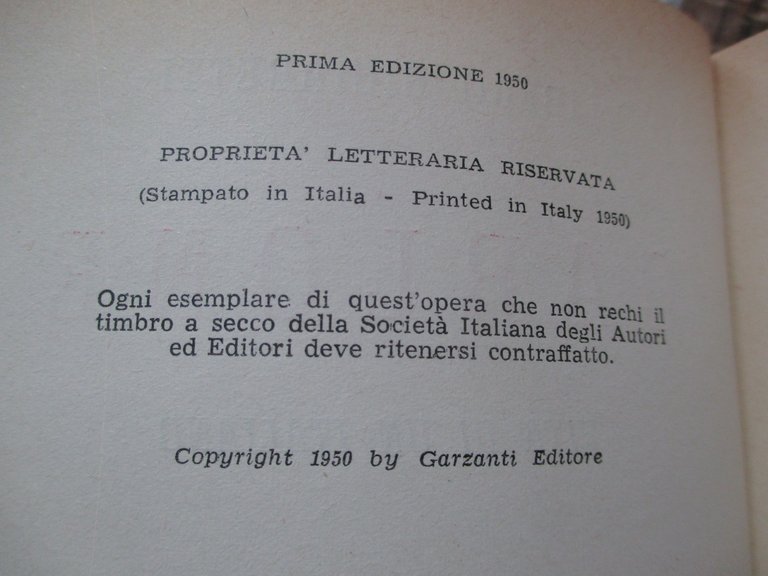 PRIMA EDIZIONE 1950
PROPRIETA' LETTERARIA RISERVATA
(Stampato in Italia - Printed in Italy 1950)
Ogni esemplare di quest'opera che non rechi il
timbro a secco della Società Italiana degli Autori
ed Editori deve ritenersi contraffatto.
Copyright 1950 by Garzanti Editore